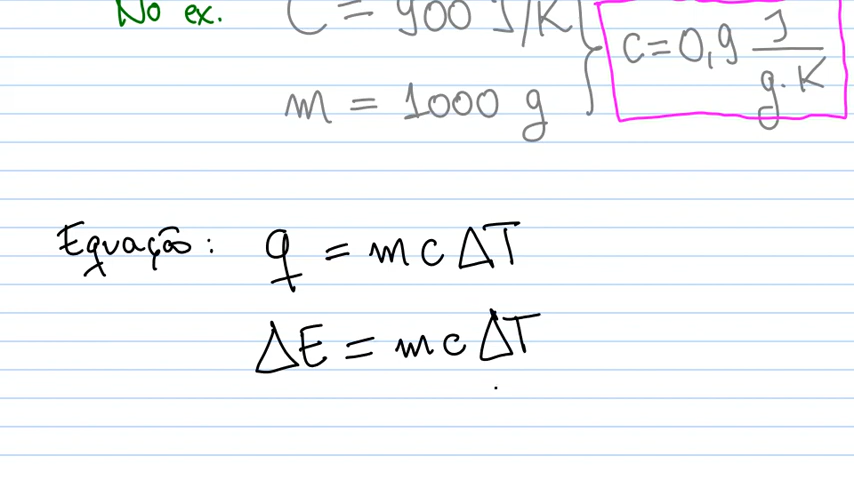 No ex.
C = 900 J/K
m = 1000 g
c = 0,9 J/g·K
Equação: q = mcΔT
ΔE = mcΔT